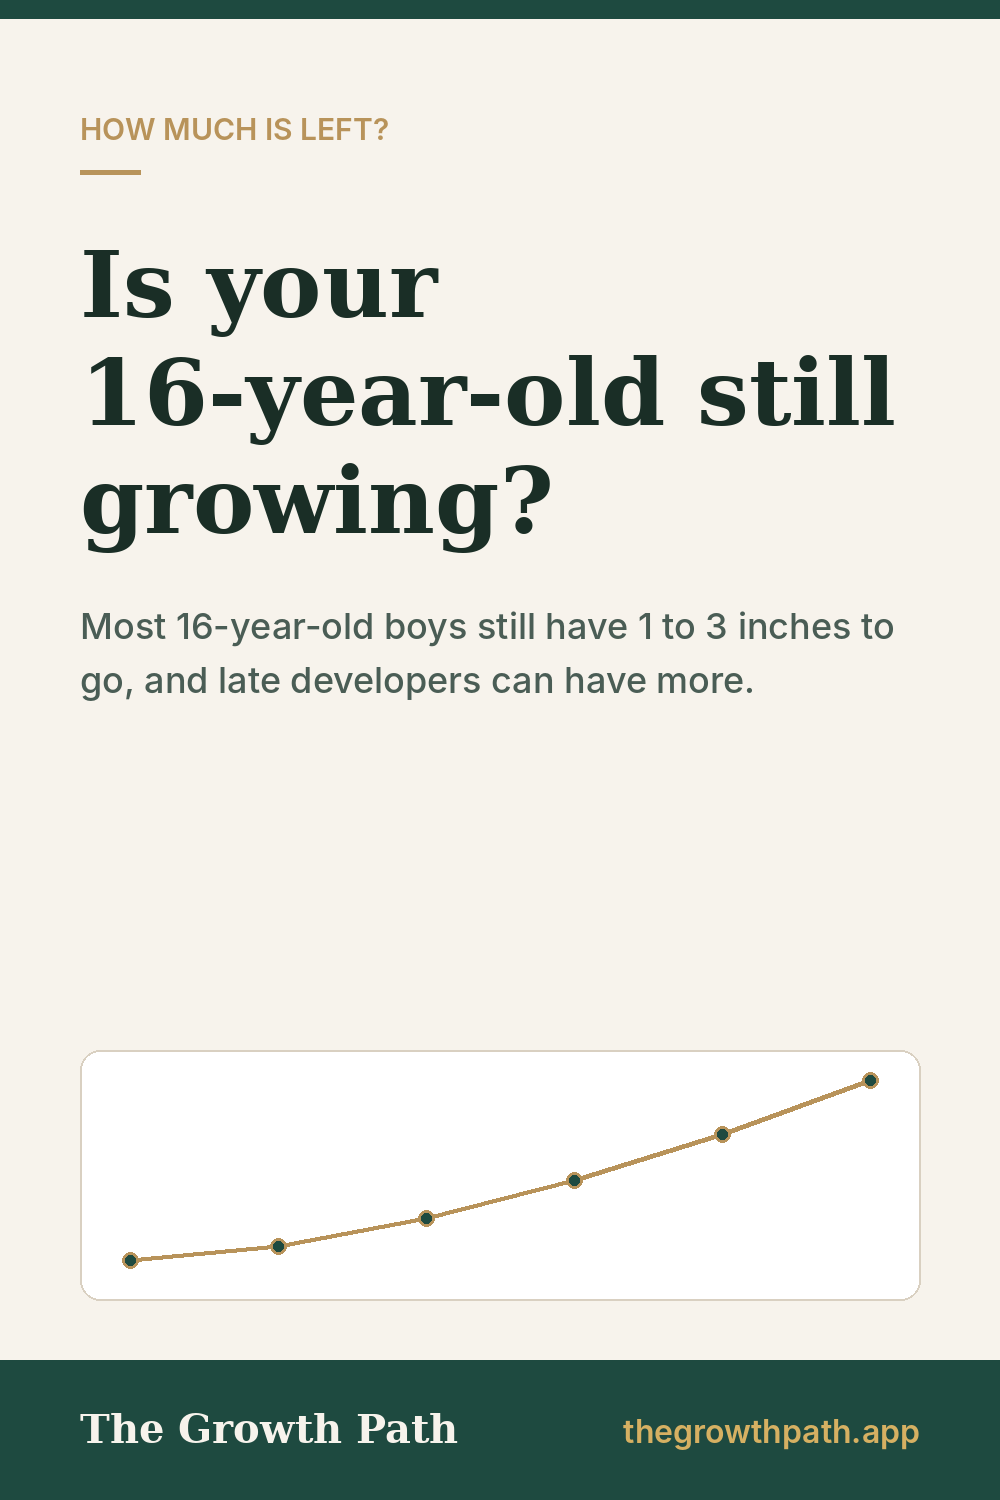 HOW MUCH IS LEFT?
Is your
16-year-old still
growing?
Most 16-year-old boys still have 1 to 3 inches to
go, and late developers can have more.
The Growth Path
thegrowthpath.app